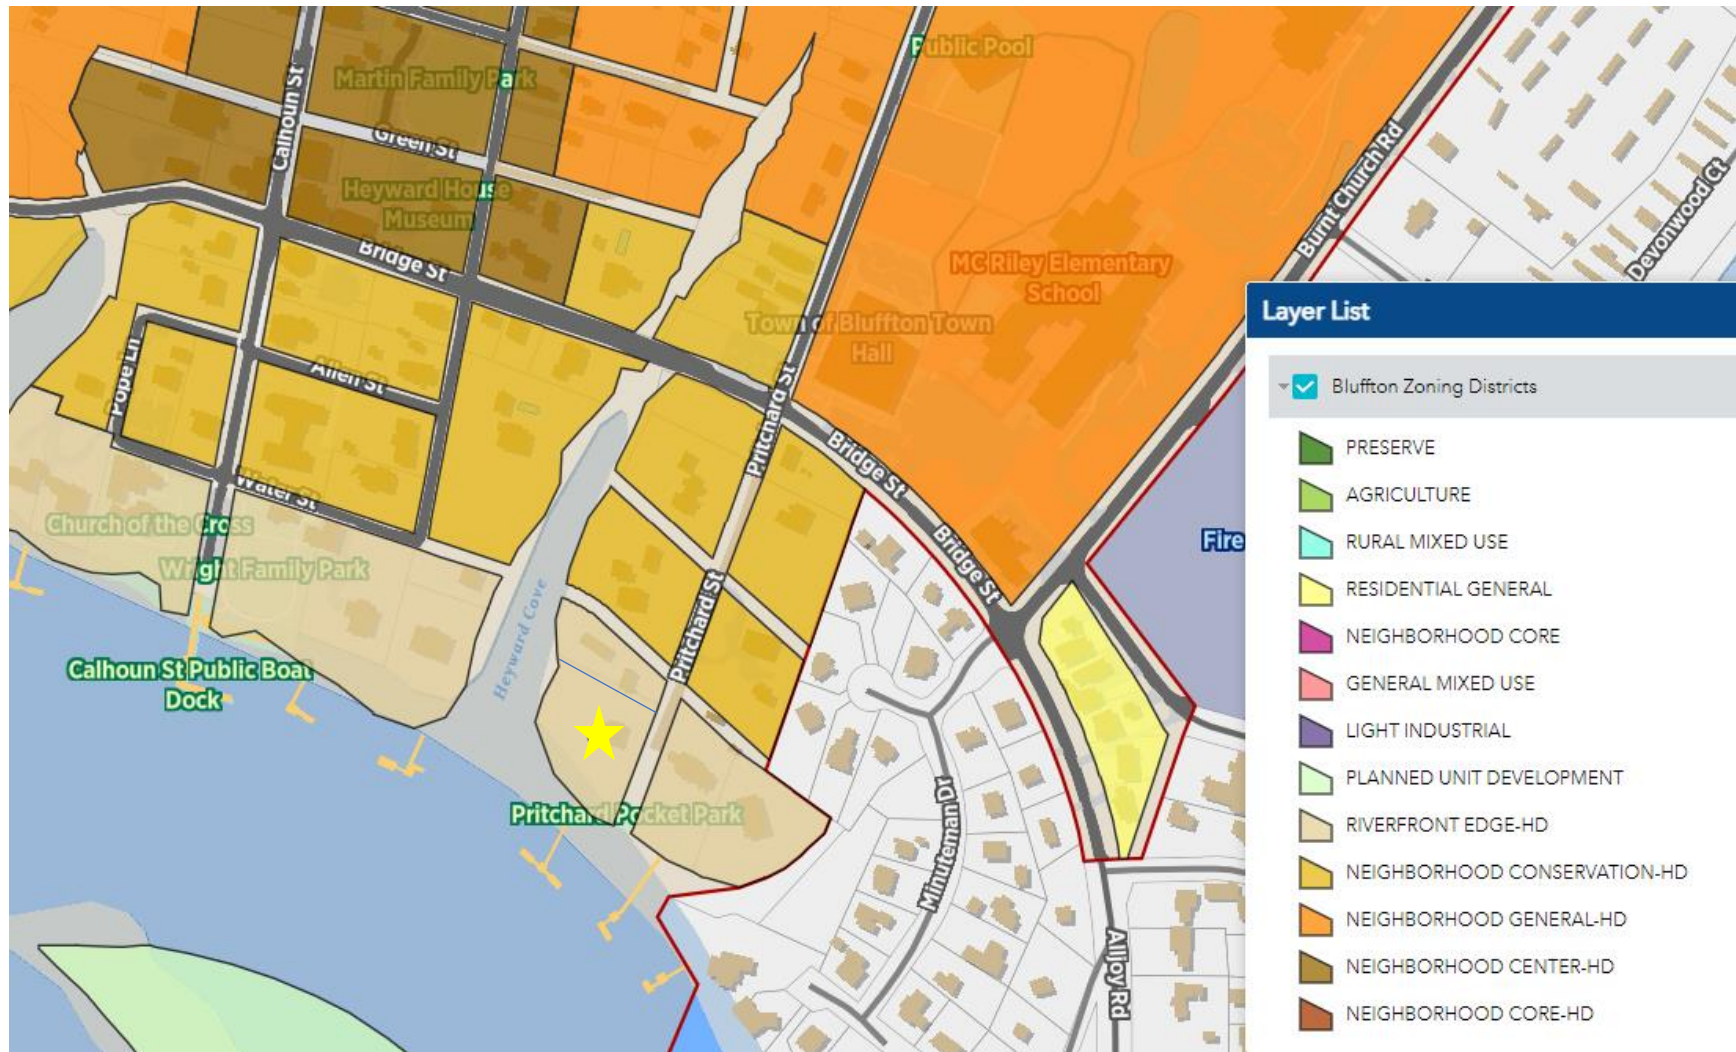 Public Pool
Martin Family Park
Calhoun St
Green St
Heyward House
Museum
Bridge St
Burnt Church Rd
Devonwood Ct
MC Riley Elementary
School
Town of Bluffton Town
Hall
Pope Ln
Allen St
Pritchard St
Bridge St
Water St
Church of the Cross
Wright Family Park
Bridge St
Fire
Heyward Cove
Pritchard St
Calhoun St Public Boat
Dock
Pritchard Pocket Park
Minuteman Dr
Alljoy Rd
Layer List
Bluffton Zoning Districts
PRESERVE
AGRICULTURE
RURAL MIXED USE
RESIDENTIAL GENERAL
NEIGHBORHOOD CORE
GENERAL MIXED USE
LIGHT INDUSTRIAL
PLANNED UNIT DEVELOPMENT
RIVERFRONT EDGE-HD
NEIGHBORHOOD CONSERVATION-HD
NEIGHBORHOOD GENERAL-HD
NEIGHBORHOOD CENTER-HD
NEIGHBORHOOD CORE-HD